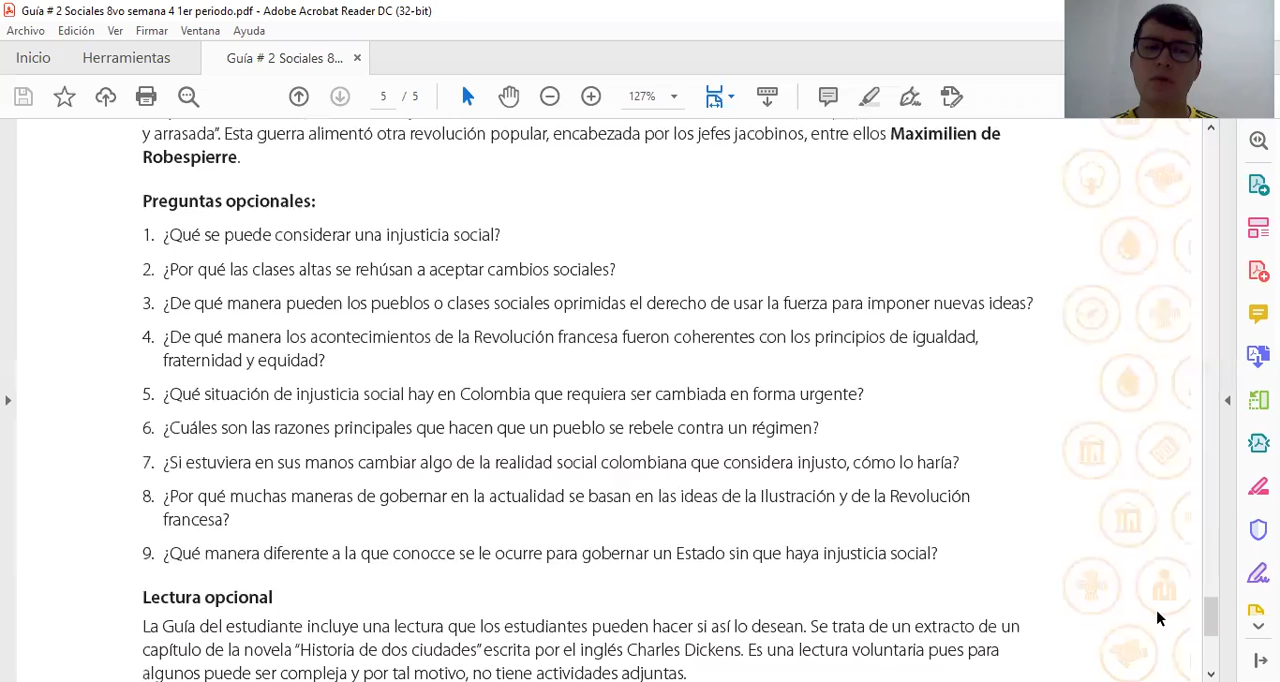 Guía # 2 Sociales 8vo semana 4 1er periodo.pdf - Adobe Acrobat Reader DC (32-bit)
Archivo Edición Ver Firmar Ventana Ayuda
Inicio Herramientas Guía # 2 Sociales 8... ×
5 / 5 127%
y arrasada”. Esta guerra alimentó otra revolución popular, encabezada por los jefes jacobinos, entre ellos Maximilien de
Robespierre.
Preguntas opcionales:
1. ¿Qué se puede considerar una injusticia social?
2. ¿Por qué las clases altas se rehúsan a aceptar cambios sociales?
3. ¿De qué manera pueden los pueblos o clases sociales oprimidas el derecho de usar la fuerza para imponer nuevas ideas?
4. ¿De qué manera los acontecimientos de la Revolución francesa fueron coherentes con los principios de igualdad,
fraternidad y equidad?
5. ¿Qué situación de injusticia social hay en Colombia que requiera ser cambiada en forma urgente?
6. ¿Cuáles son las razones principales que hacen que un pueblo se rebele contra un régimen?
7. ¿Si estuviera en sus manos cambiar algo de la realidad social colombiana que considera injusto, cómo lo haría?
8. ¿Por qué muchas maneras de gobernar en la actualidad se basan en las ideas de la Ilustración y de la Revolución
francesa?
9. ¿Qué manera diferente a la que conocce se le ocurre para gobernar un Estado sin que haya injusticia social?
Lectura opcional
La Guía del estudiante incluye una lectura que los estudiantes pueden hacer si así lo desean. Se trata de un extracto de un
capítulo de la novela “Historia de dos ciudades” escrita por el inglés Charles Dickens. Es una lectura voluntaria pues para
algunos puede ser compleja y por tal motivo, no tiene actividades adjuntas.